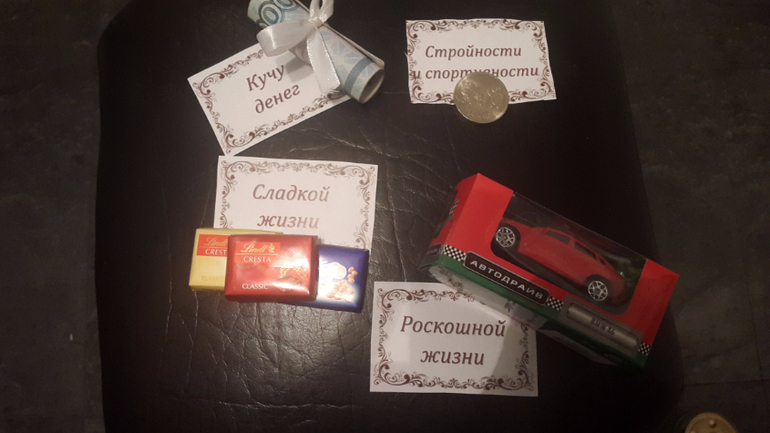 Кучу
денег
Стройности
и спортивности
Сладкой
жизни
Lindt
CRESTA
Lindt
CRESTA
CLASSIC
АВТОДРАЙВ
Роскошной
жизни